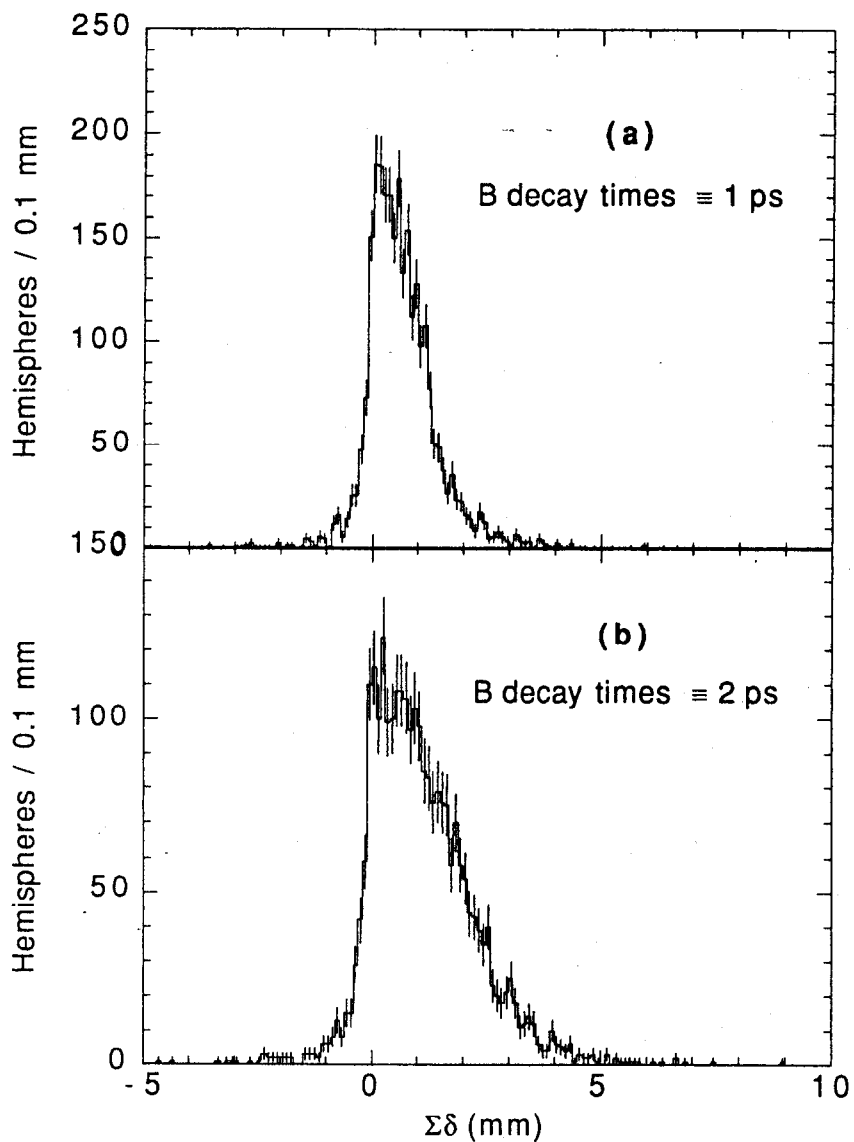 250
200
150
100
50
150
Hemispheres / 0.1 mm
(a)
B decay times ≡ 1 ps
100
50
0
Hemispheres / 0.1 mm
(b)
B decay times ≡ 2 ps
-5 0 5 10
Σδ (mm)